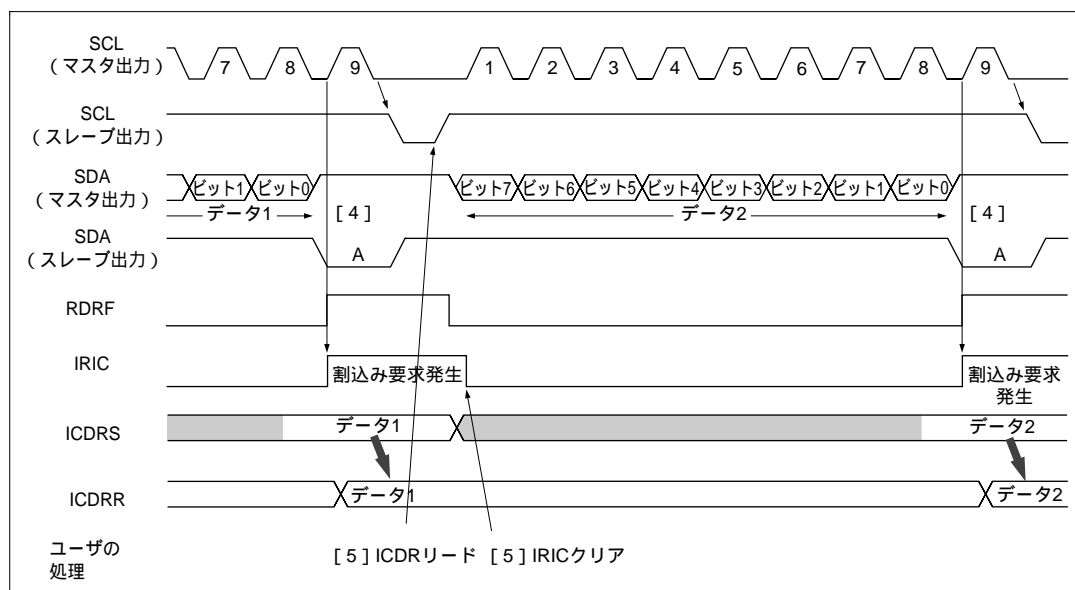 SCL
（マスタ出力）
7 8 9 1 2 3 4 5 6 7 8 9
SCL
（スレーブ出力）
SDA
（マスタ出力）
ビット1 ビット0 ビット7 ビット6 ビット5 ビット4 ビット3 ビット2 ビット1 ビット0
データ1 [4] データ2 [4]
SDA
（スレーブ出力）
A A
RDRF
IRIC
割込み要求発生 割込み要求
発生
ICDRS
データ1 データ2
ICDRR
データ1 データ2
ユーザの
処理
[5] ICDRリード [5] IRICクリア